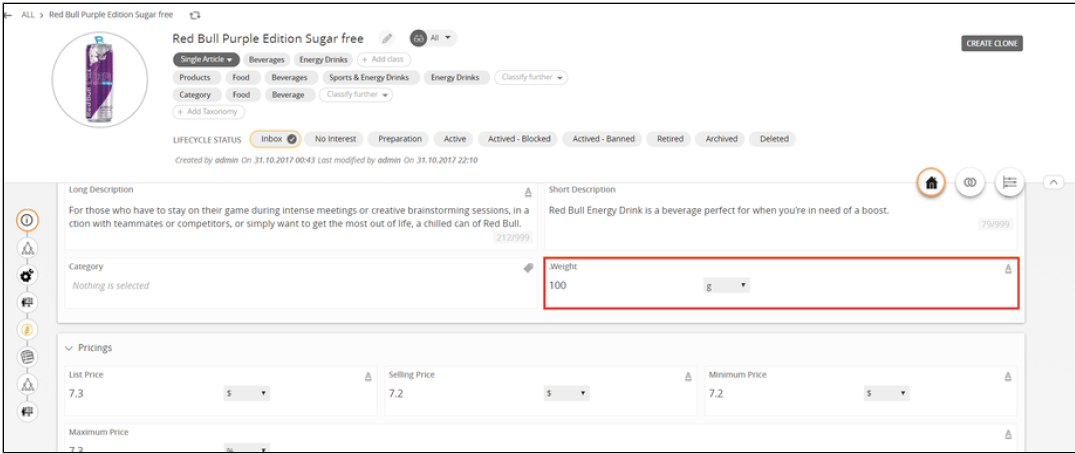 ALL > Red Bull Purple Edition Sugar free
Red Bull Purple Edition Sugar free All
CREATE CLONE
Single Article Beverages Energy Drinks + Add class
Products Food Beverages Sports & Energy Drinks Energy Drinks Classify further
Category Food Beverage Classify further
+ Add Taxonomy
LIFECYCLE STATUS Inbox No Interest Preparation Active Actived - Blocked Actived - Banned Retired Archived Deleted
Created by admin On 31.10.2017 00:43 Last modified by admin On 31.10.2017 22:10
Long Description Short Description
For those who have to stay on their game during intense meetings or creative brainstorming sessions, in a Red Bull Energy Drink is a beverage perfect for when you're in need of a boost.
ction with teammates or competitors, or simply want to get the most out of life, a chilled can of Red Bull.
212/999 79/999
Category .Weight
Nothing is selected 100 g
Pricings
List Price Selling Price Minimum Price
7.3 $ 7.2 $ 7.2 $
Maximum Price
7.3 %